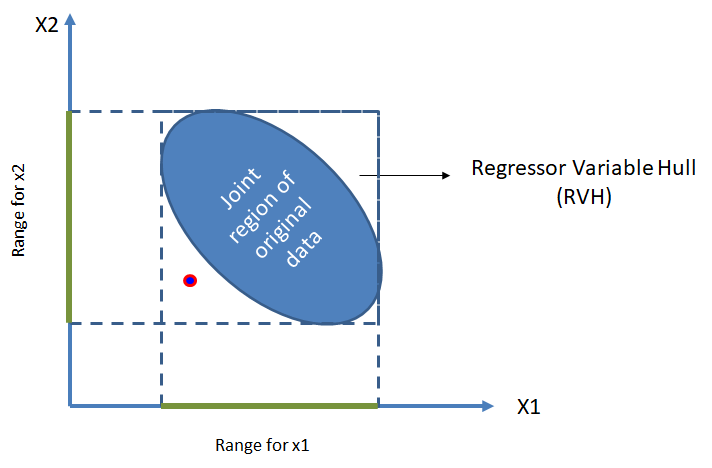 X2
Range for x2
Joint
region of
original
data
Regressor Variable Hull
(RVH)
X1
Range for x1